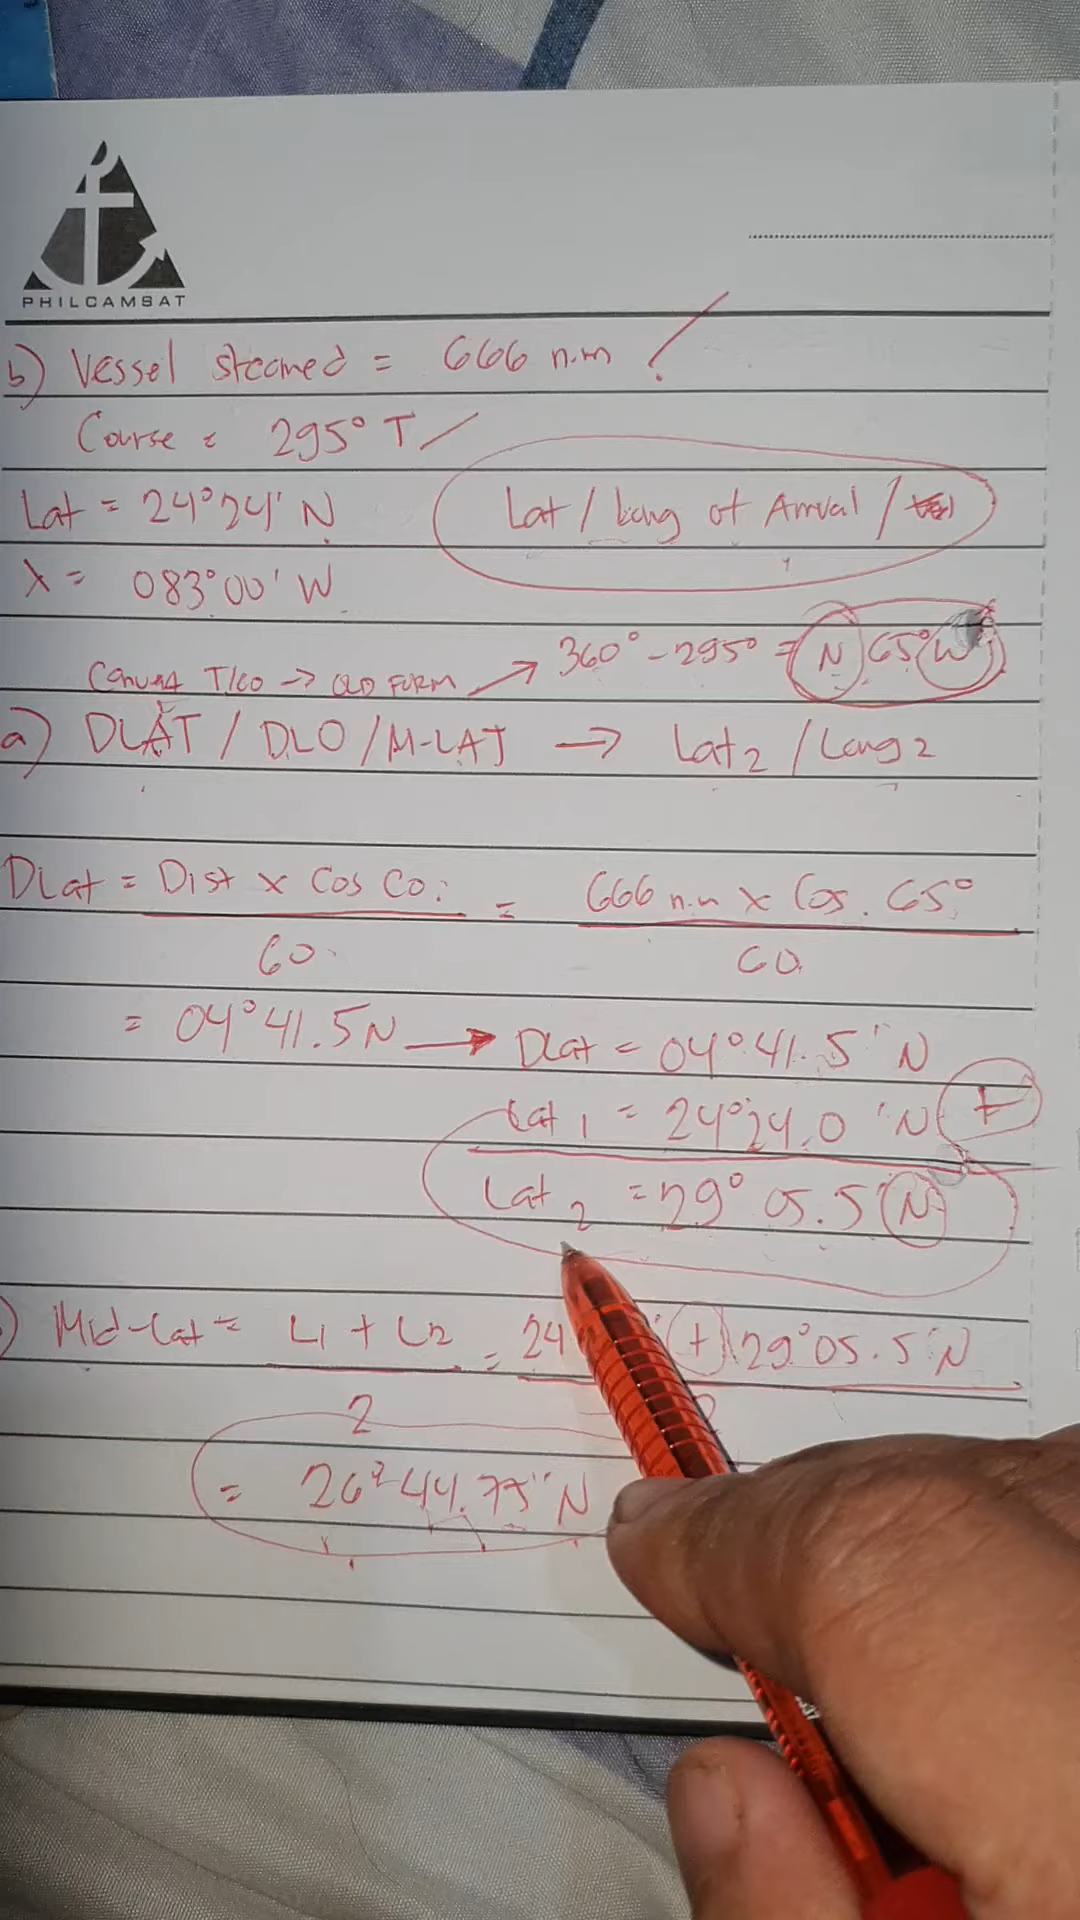 PHILCAMSAT
b) Vessel steamed = 666 n.m
Course = 295° T
Lat = 24°24' N
Lat / Long of Arrival /
λ = 083°00' W
360° - 295° = N 65° W
Convert T/CO → OLD FORM
a) DLAT / DLO / M-LAT → Lat2 / Long2
DLat = Dist x Cos Co. = 666 n.m x Cos. 65°
60 60
= 04°41.5N → DLat = 04°41.5' N
Lat1 = 24°24.0 'N +
Lat2 = 29° 05.5' N
) Mid-Lat = L1 + L2 = 24 ' + 29°05.5'N
2 2
= 26°44.75' N